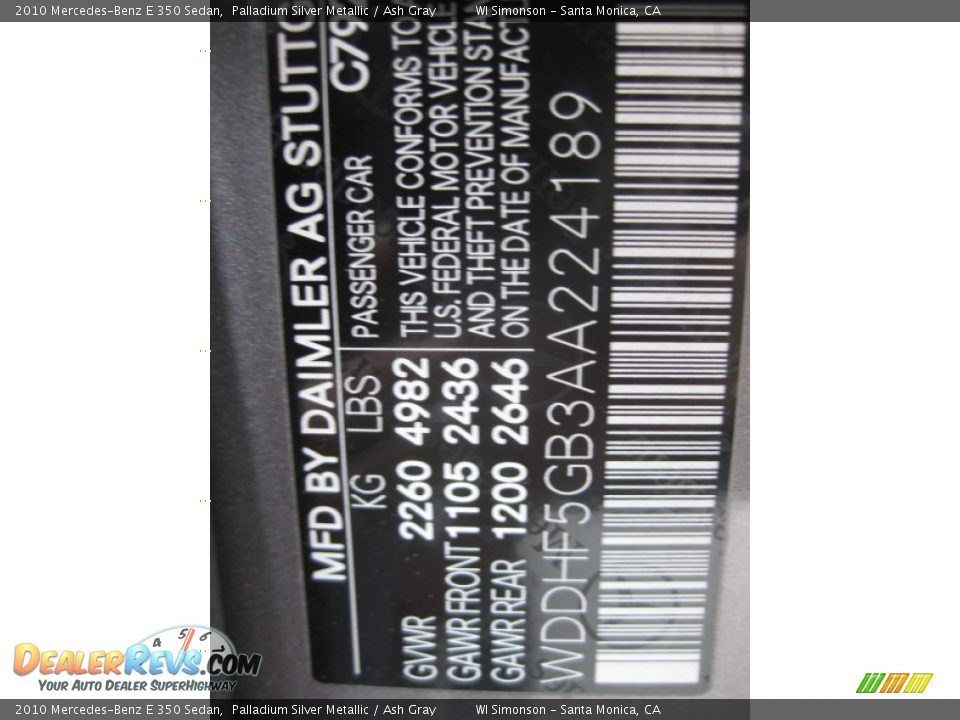 2010 Mercedes-Benz E 350 Sedan, Palladium Silver Metallic / Ash Gray WI Simonson - Santa Monica, CA
MFD BY DAIMLER AG STUTTG
KG LBS PASSENGER CAR C79
GVWR 2260 4982 THIS VEHICLE CONFORMS TO
GAWR FRONT 1105 2436 U.S. FEDERAL MOTOR VEHICLE
GAWR REAR 1200 2646 AND THEFT PREVENTION STA
ON THE DATE OF MANUFACT
WDDHF5GB3AA224189
4 5 6
DEALERREVS.COM
YOUR AUTO DEALER SUPERHIGHWAY
2010 Mercedes-Benz E 350 Sedan, Palladium Silver Metallic / Ash Gray WI Simonson - Santa Monica, CA